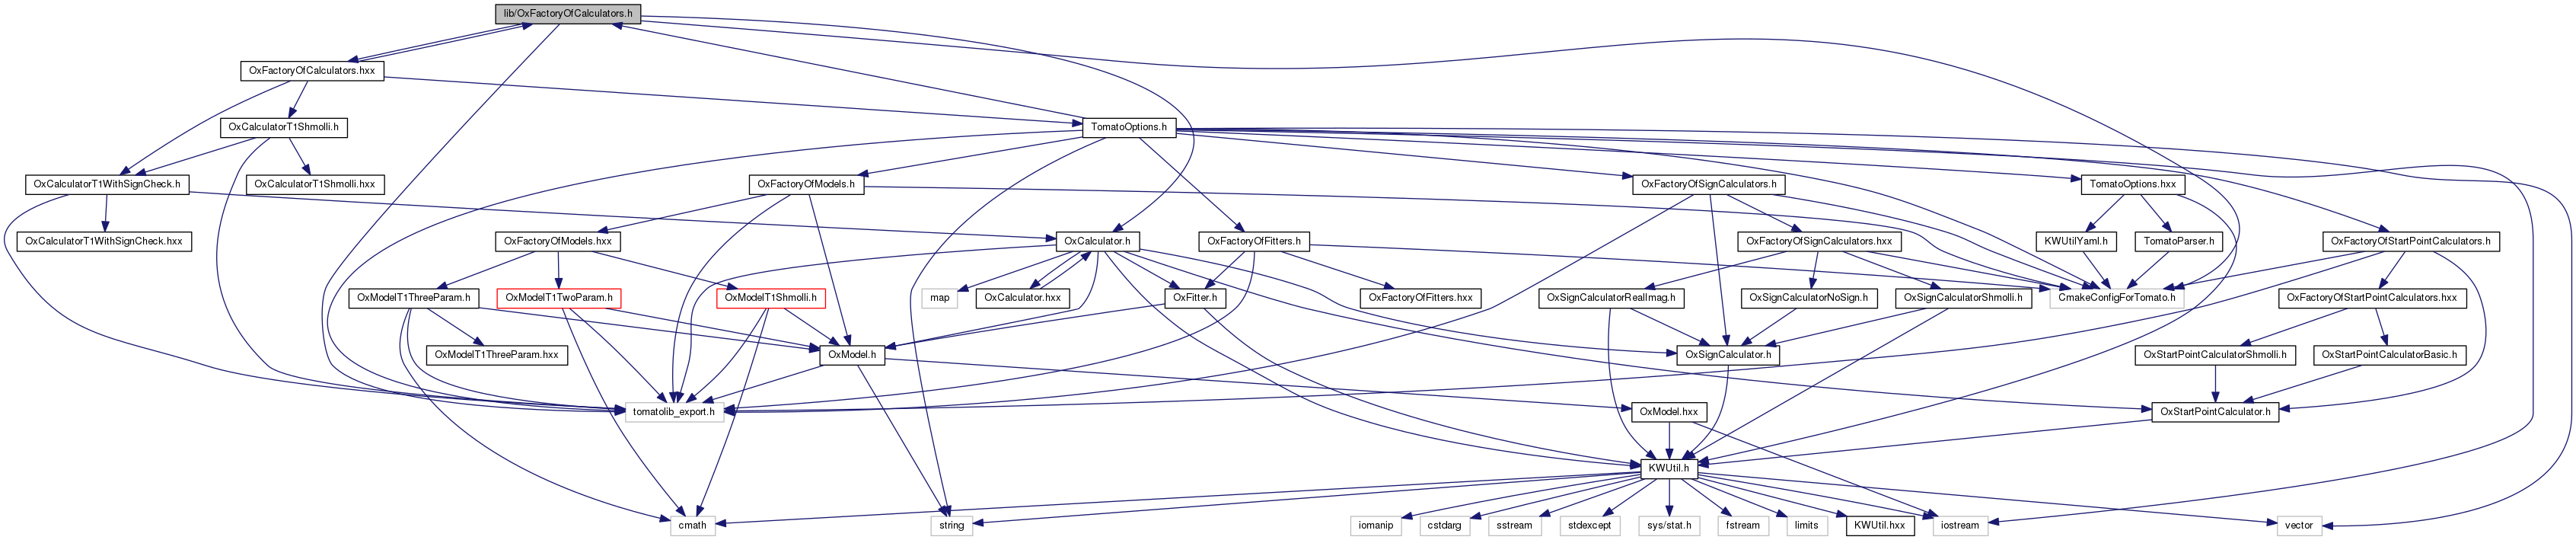 lib/OxFactoryOfCalculators.h
OxFactoryOfCalculators.hxx
OxCalculatorT1Shmolli.h
TomatoOptions.h
OxCalculatorT1WithSignCheck.h
OxCalculatorT1Shmolli.hxx
OxFactoryOfModels.h
OxFactoryOfSignCalculators.h
TomatoOptions.hxx
OxCalculatorT1WithSignCheck.hxx
OxFactoryOfModels.hxx
OxCalculator.h
OxFactoryOfFitters.h
OxFactoryOfSignCalculators.hxx
KWUtilYaml.h
TomatoParser.h
OxFactoryOfStartPointCalculators.h
OxModelT1ThreeParam.h
OxModelT1TwoParam.h
OxModelT1Shmolli.h
map
OxCalculator.hxx
OxFitter.h
OxFactoryOfFitters.hxx
OxSignCalculatorRealImag.h
OxSignCalculatorNoSign.h
OxSignCalculatorShmolli.h
CmakeConfigForTomato.h
OxFactoryOfStartPointCalculators.hxx
OxModelT1ThreeParam.hxx
OxModel.h
OxSignCalculator.h
OxStartPointCalculatorShmolli.h
OxStartPointCalculatorBasic.h
tomatolib_export.h
OxModel.hxx
OxStartPointCalculator.h
KWUtil.h
cmath
string
iomanip
cstdarg
sstream
stdexcept
sys/stat.h
fstream
limits
KWUtil.hxx
iostream
vector